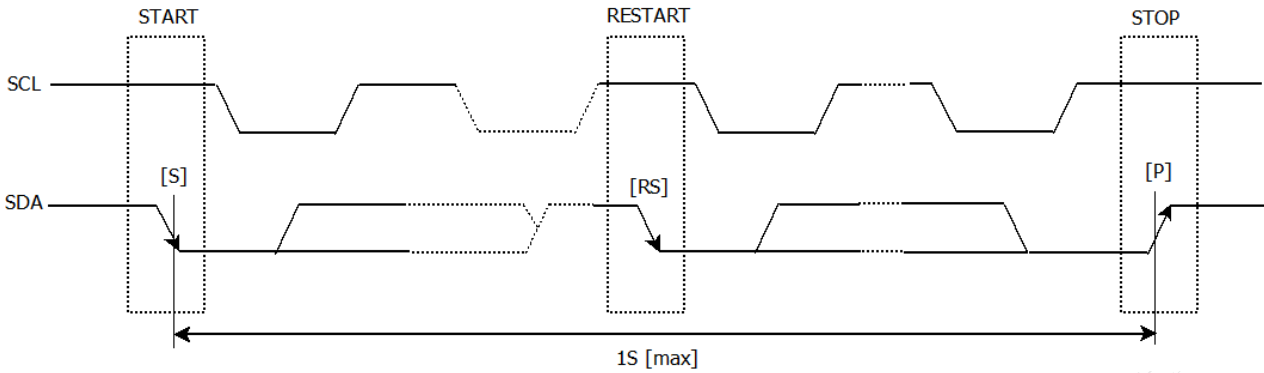 START
RESTART
STOP
SCL
[S]
[RS]
[P]
SDA
1S [max]